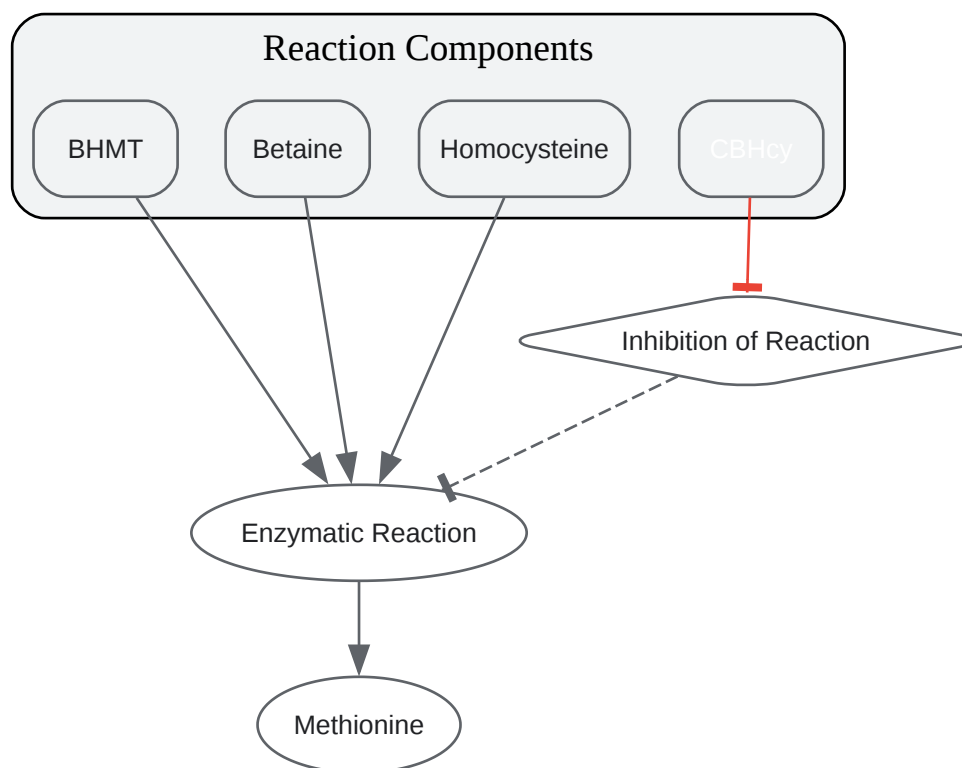 Reaction Components
BHMT
Betaine
Homocysteine
CBHcy
Inhibition of Reaction
Enzymatic Reaction
Methionine